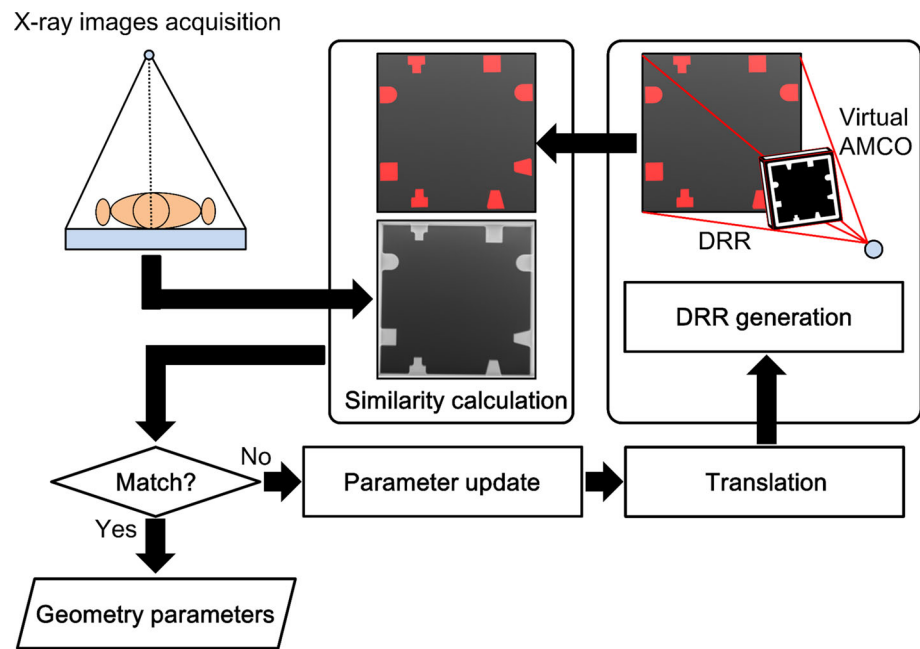 X-ray images acquisition
Virtual
AMCO
DRR
DRR generation
Similarity calculation
Match?
No
Parameter update
Translation
Yes
Geometry parameters